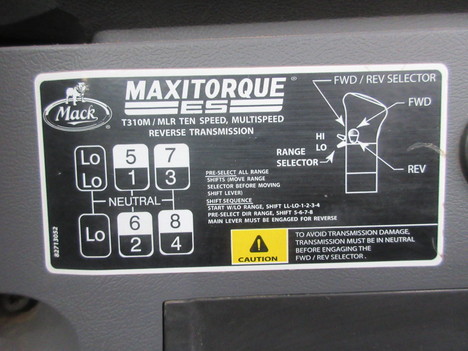 Mack
MAXITORQUE®
ES
T310M / MLR TEN SPEED, MULTISPEED
REVERSE TRANSMISSION
Lo 5 7
Lo 1 3
NEUTRAL
Lo 6 8
2 4
82713052
PRE-SELECT ALL RANGE
SHIFTS (MOVE RANGE
SELECTOR BEFORE MOVING
SHIFT LEVER)
SHIFT SEQUENCE
START W/LO RANGE, SHIFT LL-LO-1-2-3-4
PRE-SELECT DIR RANGE, SHIFT 5-6-7-8
MAIN LEVER MUST BE ENGAGED FOR REVERSE
FWD / REV SELECTOR
FWD
HI
LO
RANGE
SELECTOR
REV
CAUTION
TO AVOID TRANSMISSION DAMAGE,
TRANSMISSION MUST BE IN NEUTRAL
BEFORE ENGAGING THE
FWD / REV SELECTOR.